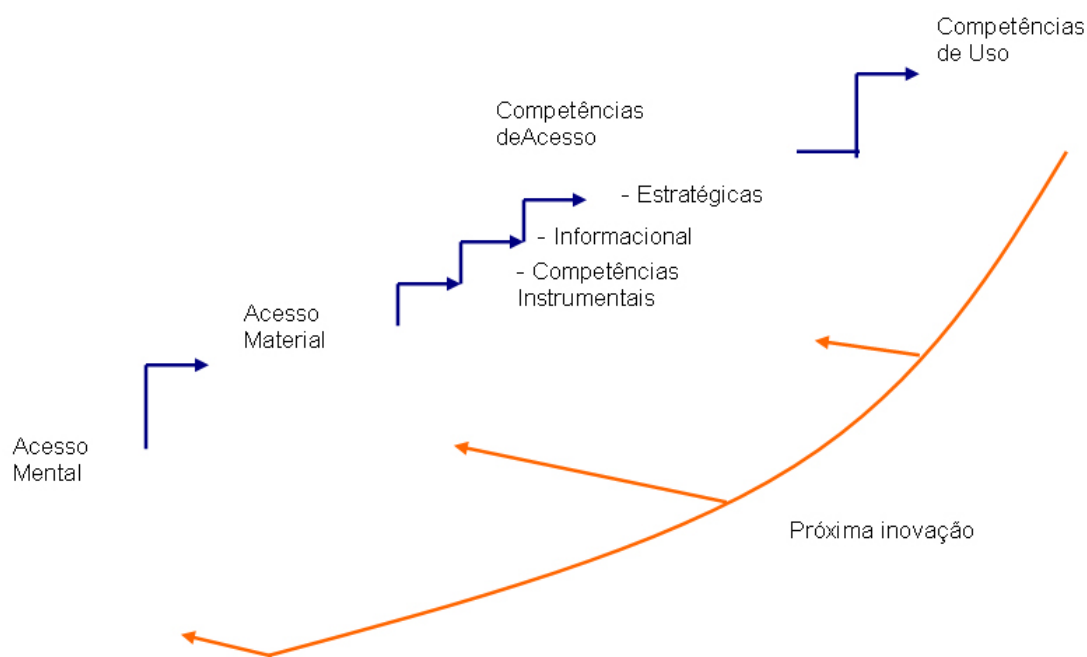 Competências
de Uso
Competências
deAcesso
- Estratégicas
- Informacional
- Competências
Instrumentais
Acesso
Material
Acesso
Mental
Próxima inovação